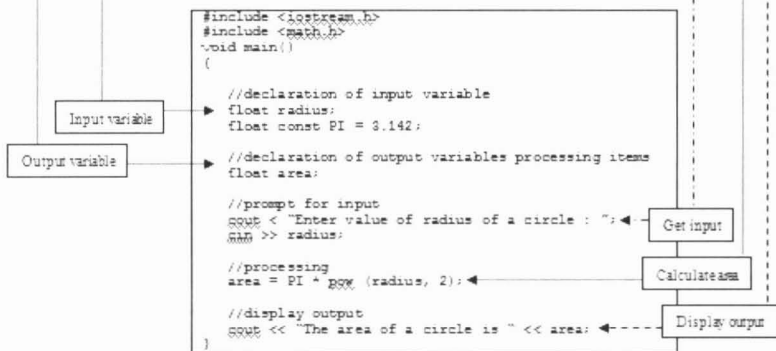 #include <iostream.h>
#include <math.h>
void main()
{
//declaration of input variable
float radius;
float const PI = 3.142;
Input variable
//declaration of output variables processing items
float area;
Output variable
//prompt for input
cout < "Enter value of radius of a circle : ";
cin >> radius;
Get input
//processing
area = PI * pow (radius, 2);
Calculate area
//display output
cout << "The area of a circle is " << area;
Display output
}